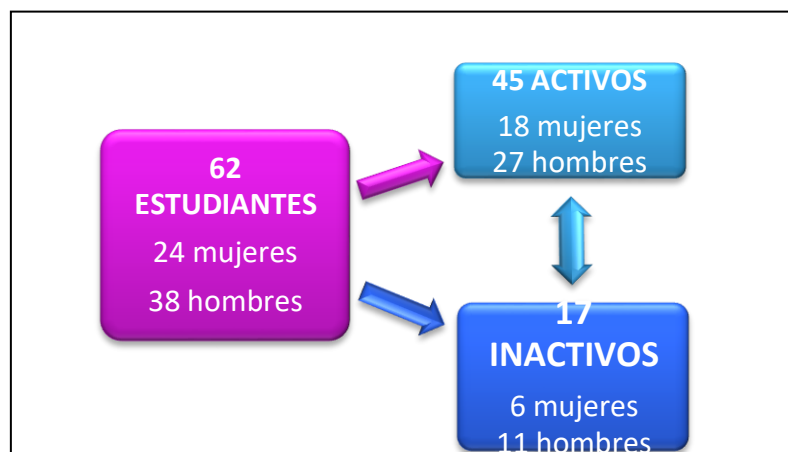 62
ESTUDIANTES
24 mujeres
38 hombres
45 ACTIVOS
18 mujeres
27 hombres
17
INACTIVOS
6 mujeres
11 hombres